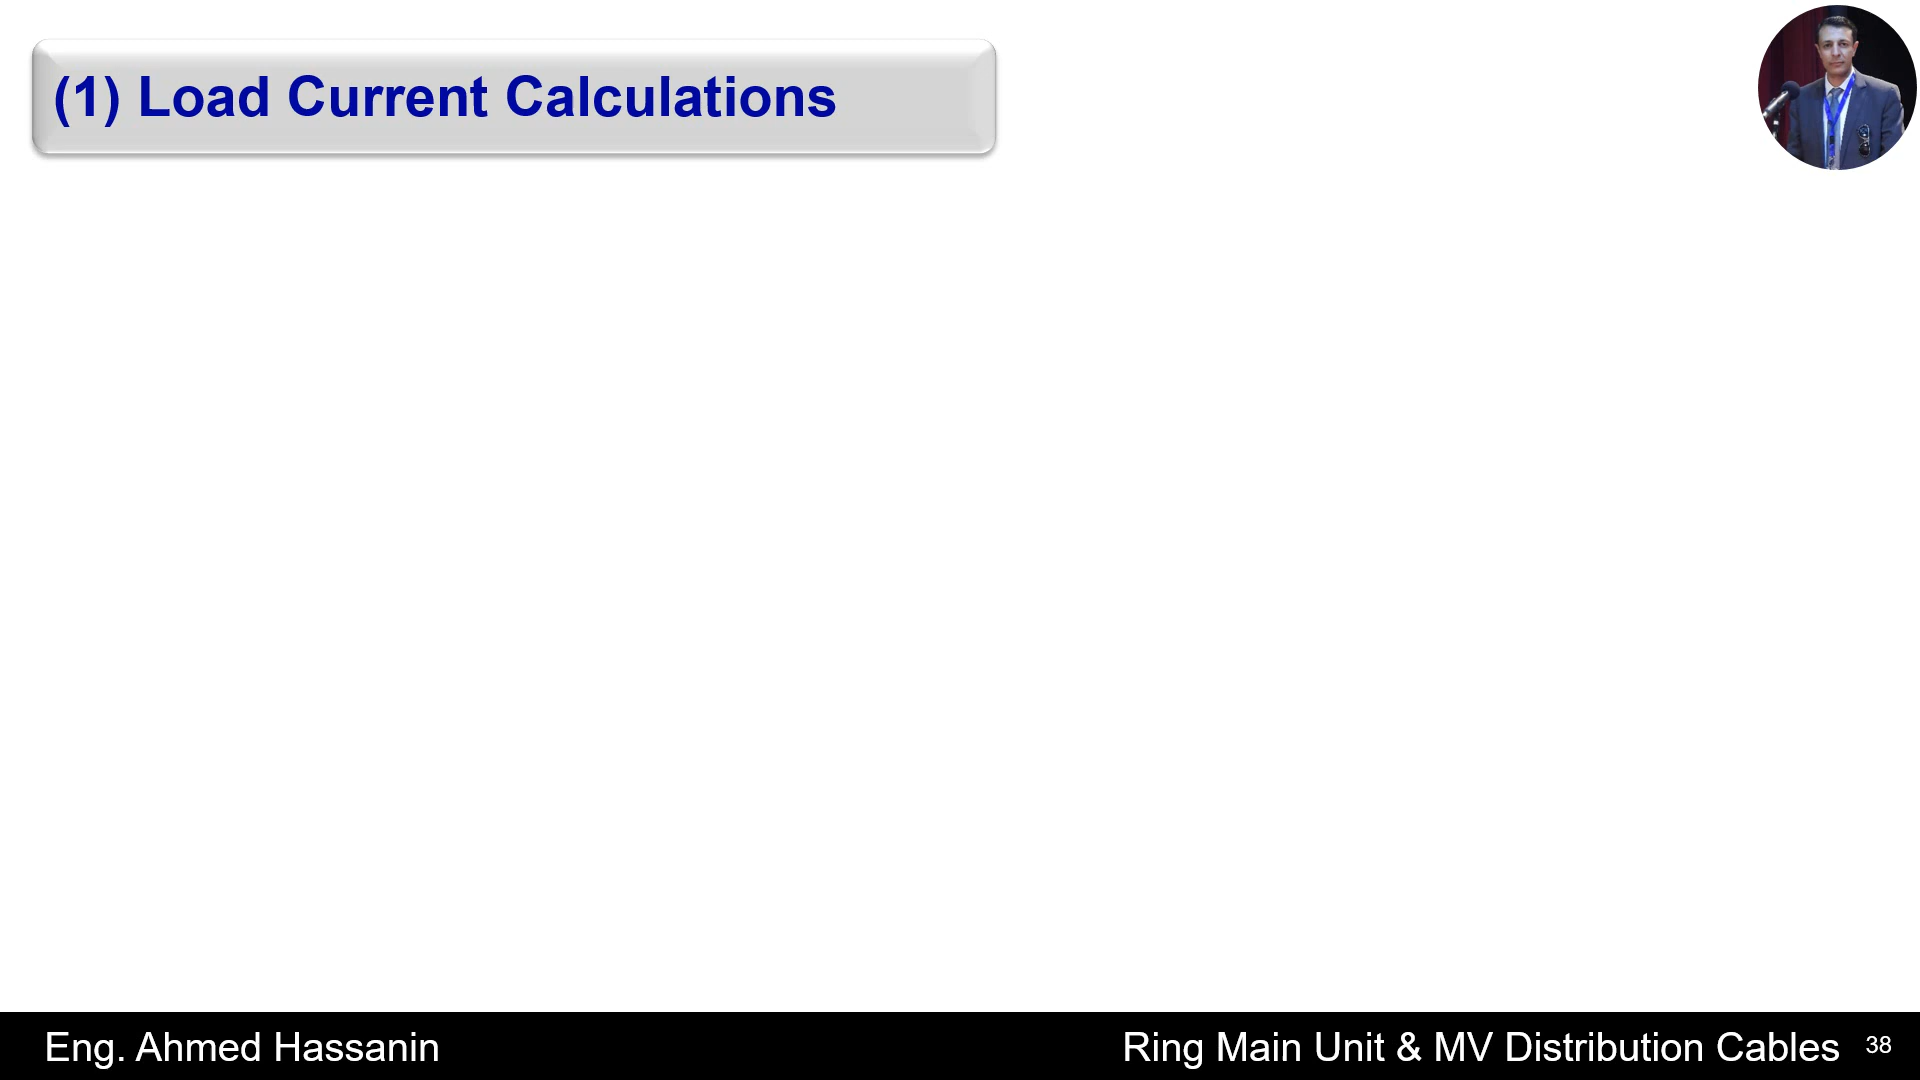 (1) Load Current Calculations
Eng. Ahmed Hassanin
Ring Main Unit & MV Distribution Cables 38